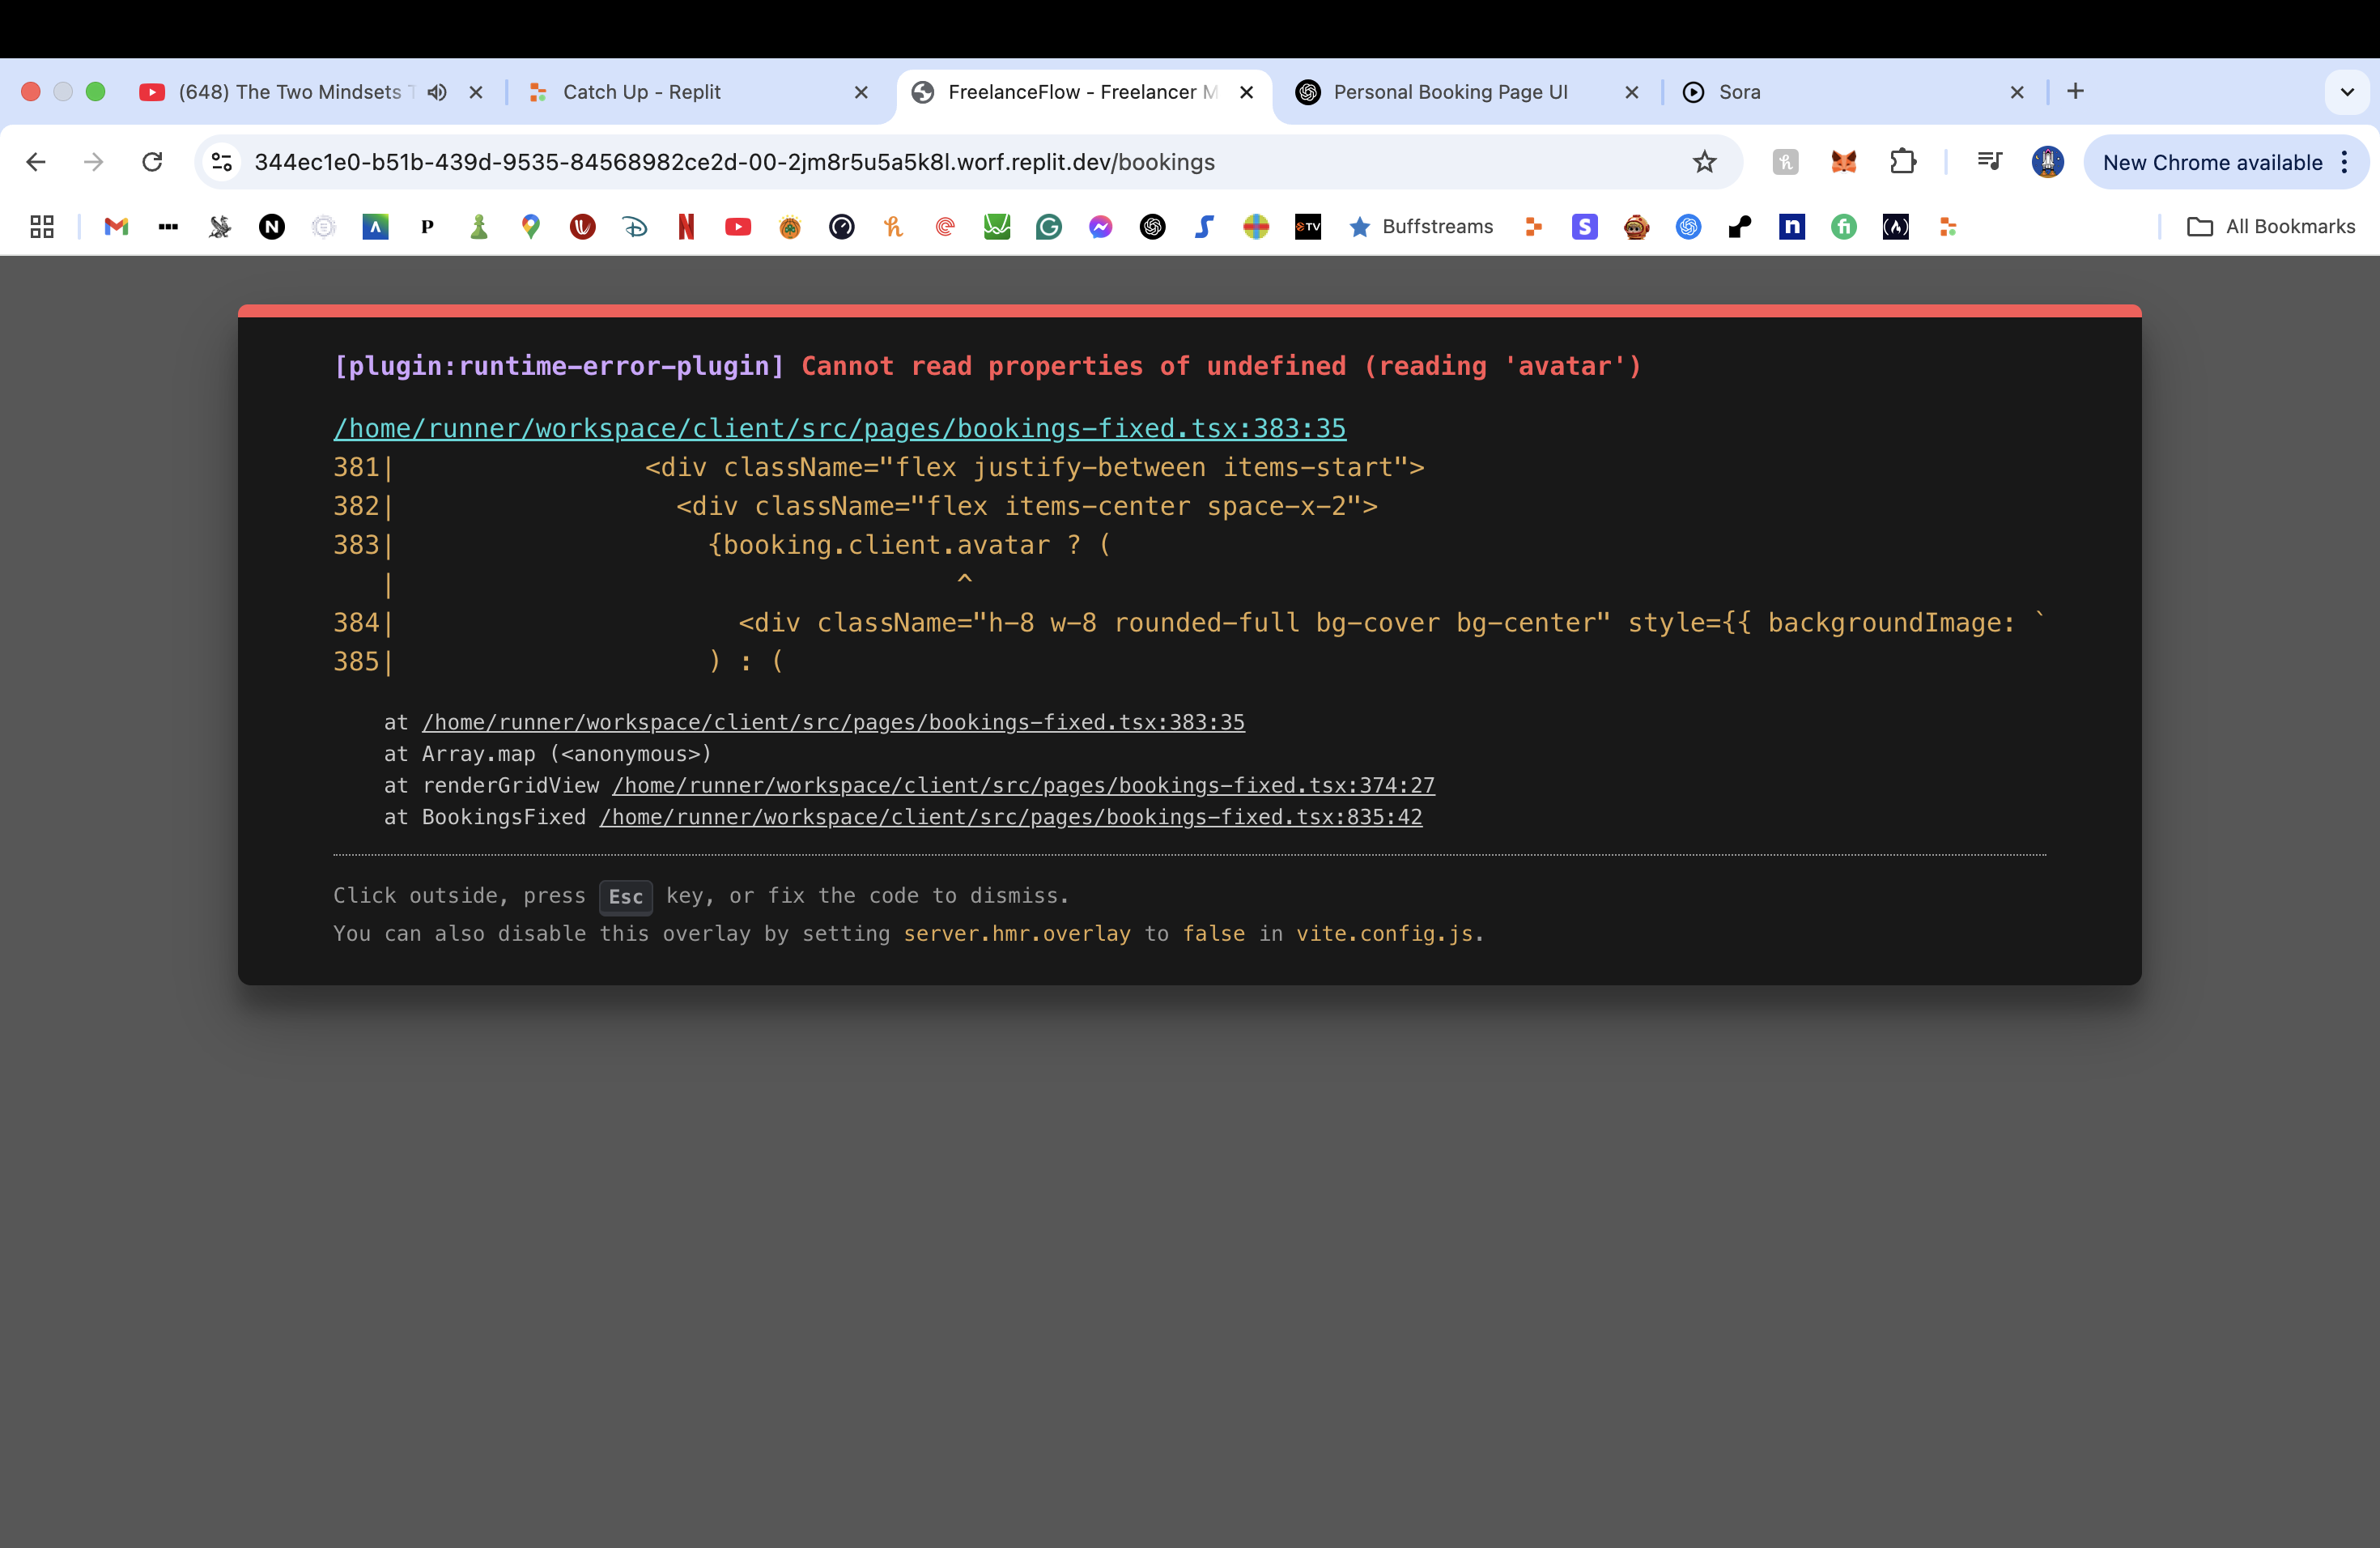 (648) The Two Mindsets
Catch Up - Replit
FreelanceFlow - Freelancer M
Personal Booking Page UI
Sora
344ec1e0-b51b-439d-9535-84568982ce2d-00-2jm8r5u5a5k8l.worf.replit.dev/bookings
New Chrome available
Buffstreams
All Bookmarks
[plugin:runtime-error-plugin] Cannot read properties of undefined (reading 'avatar')
/home/runner/workspace/client/src/pages/bookings-fixed.tsx:383:35
381|                <div className="flex justify-between items-start">
382|                  <div className="flex items-center space-x-2">
383|                    {booking.client.avatar ? (
   |                                    ^
384|                      <div className="h-8 w-8 rounded-full bg-cover bg-center" style={{ backgroundImage: `
385|                    ) : (
at /home/runner/workspace/client/src/pages/bookings-fixed.tsx:383:35
at Array.map (<anonymous>)
at renderGridView /home/runner/workspace/client/src/pages/bookings-fixed.tsx:374:27
at BookingsFixed /home/runner/workspace/client/src/pages/bookings-fixed.tsx:835:42
Click outside, press Esc key, or fix the code to dismiss.
You can also disable this overlay by setting server.hmr.overlay to false in vite.config.js.